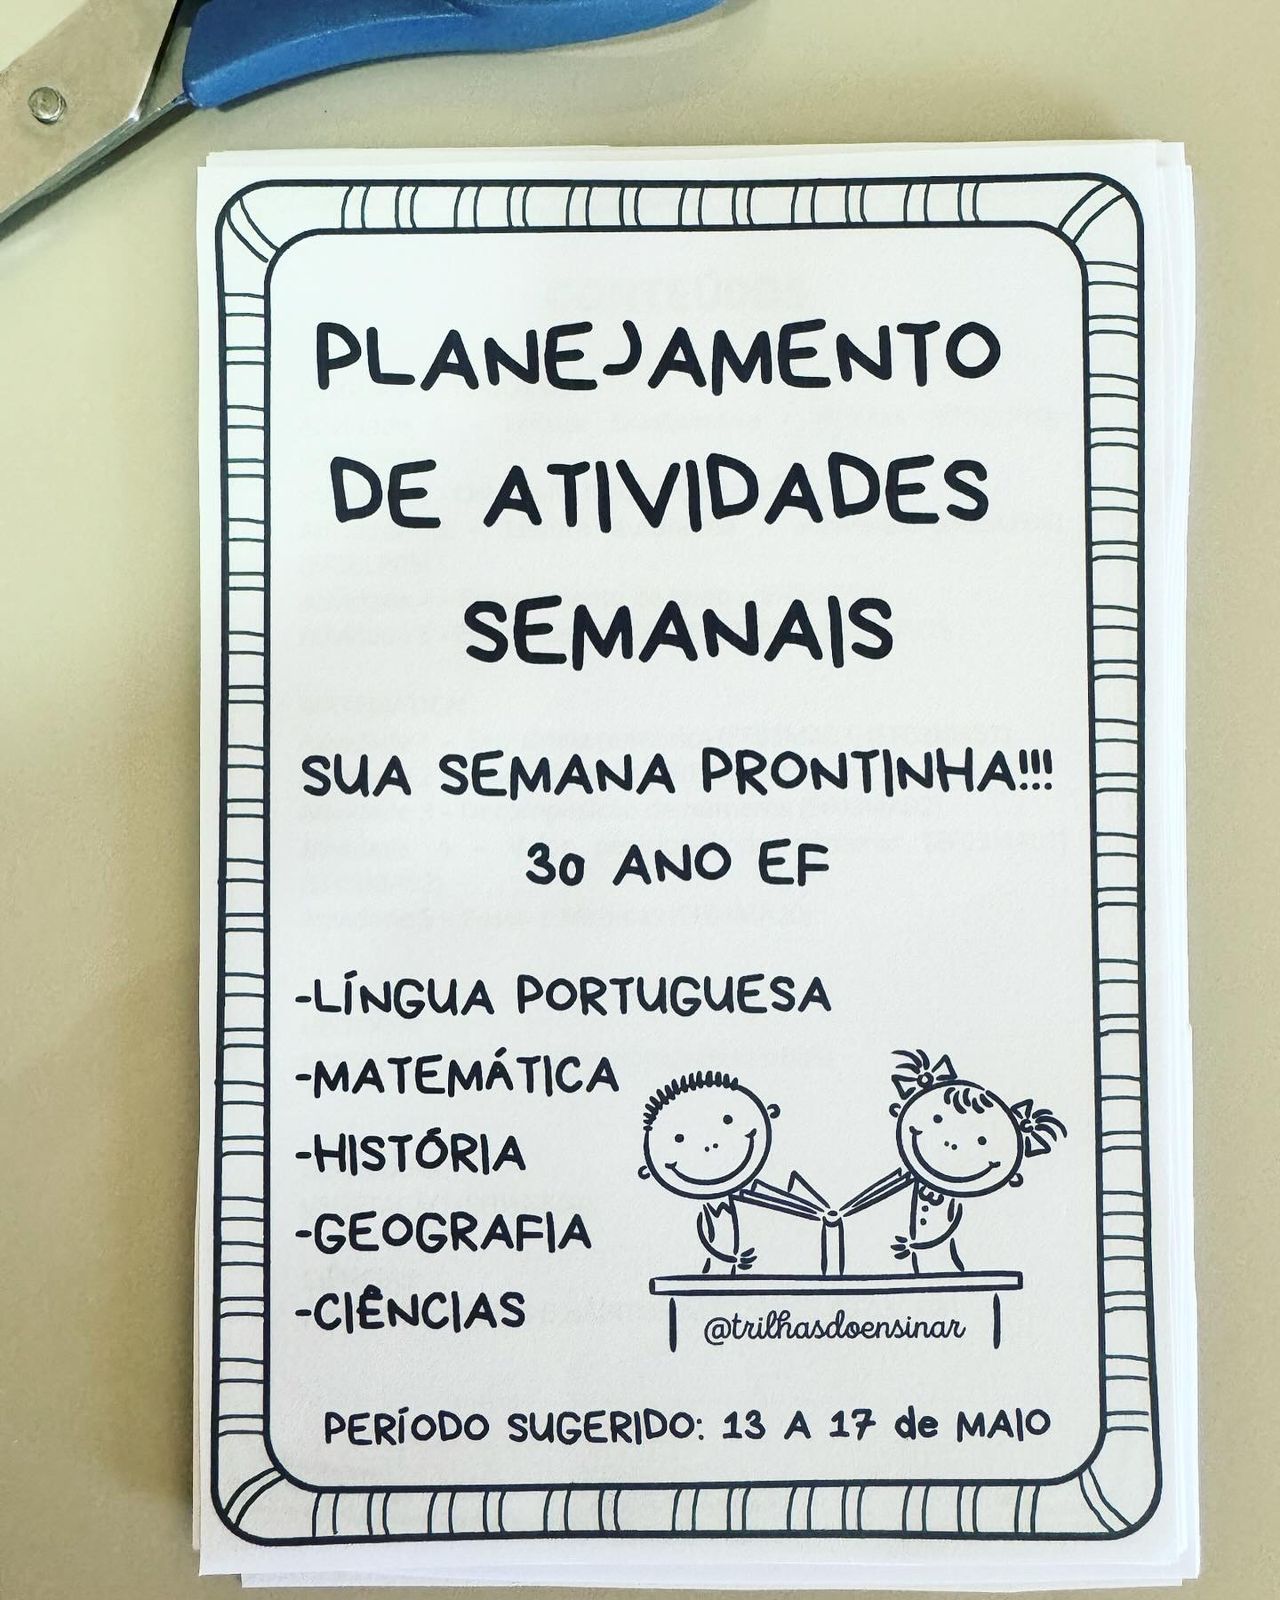 PLANEJAMENTO
DE ATIVIDADES
SEMANAIS
SUA SEMANA PRONTINHA!!!
3o ANO EF
-LÍNGUA PORTUGUESA
-MATEMÁTICA
-HISTÓRIA
-GEOGRAFIA
-CIÊNCIAS
@trilhasdoensinar
PERÍODO SUGERIDO: 13 A 17 de MAIO